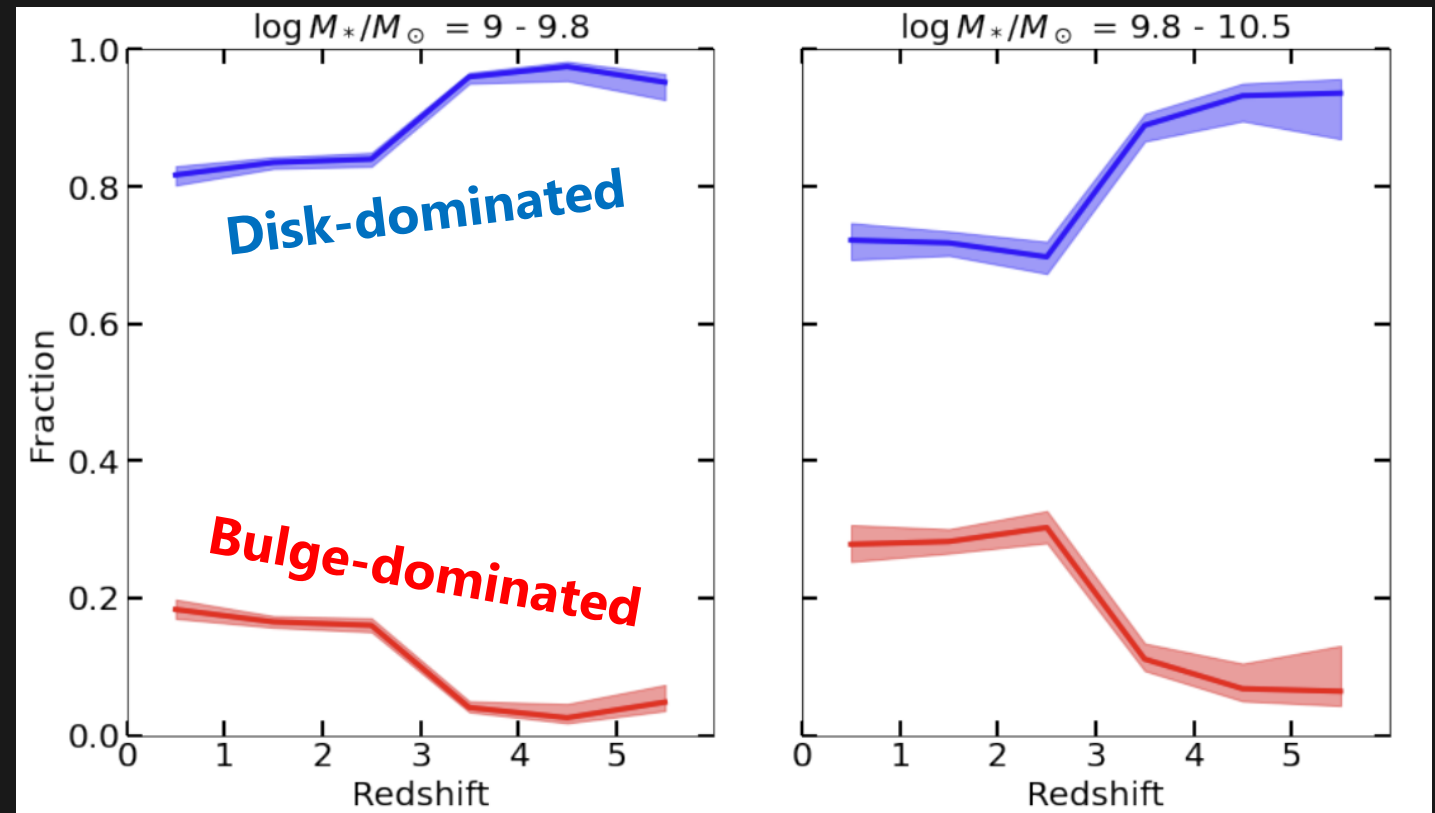 log M*/M⊙ = 9 - 9.8
log M*/M⊙ = 9.8 - 10.5
1.0
0.8
0.6
0.4
0.2
0.0
Fraction
Disk-dominated
Bulge-dominated
0 1 2 3 4 5
0 1 2 3 4 5
Redshift
Redshift